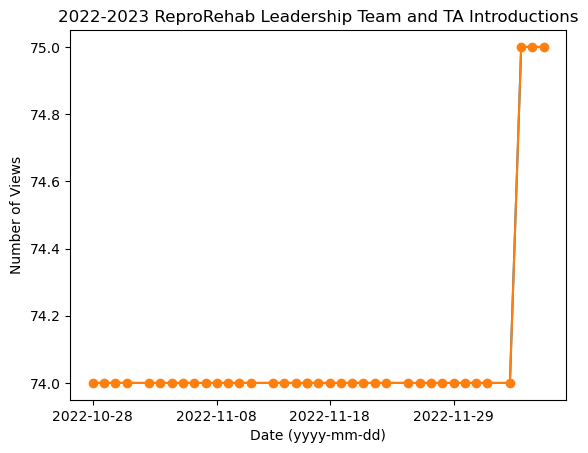 2022-2023 ReproRehab Leadership Team and TA Introductions
75.0
74.8
74.6
74.4
74.2
74.0
Number of Views
2022-10-28 2022-11-08 2022-11-18 2022-11-29
Date (yyyy-mm-dd)